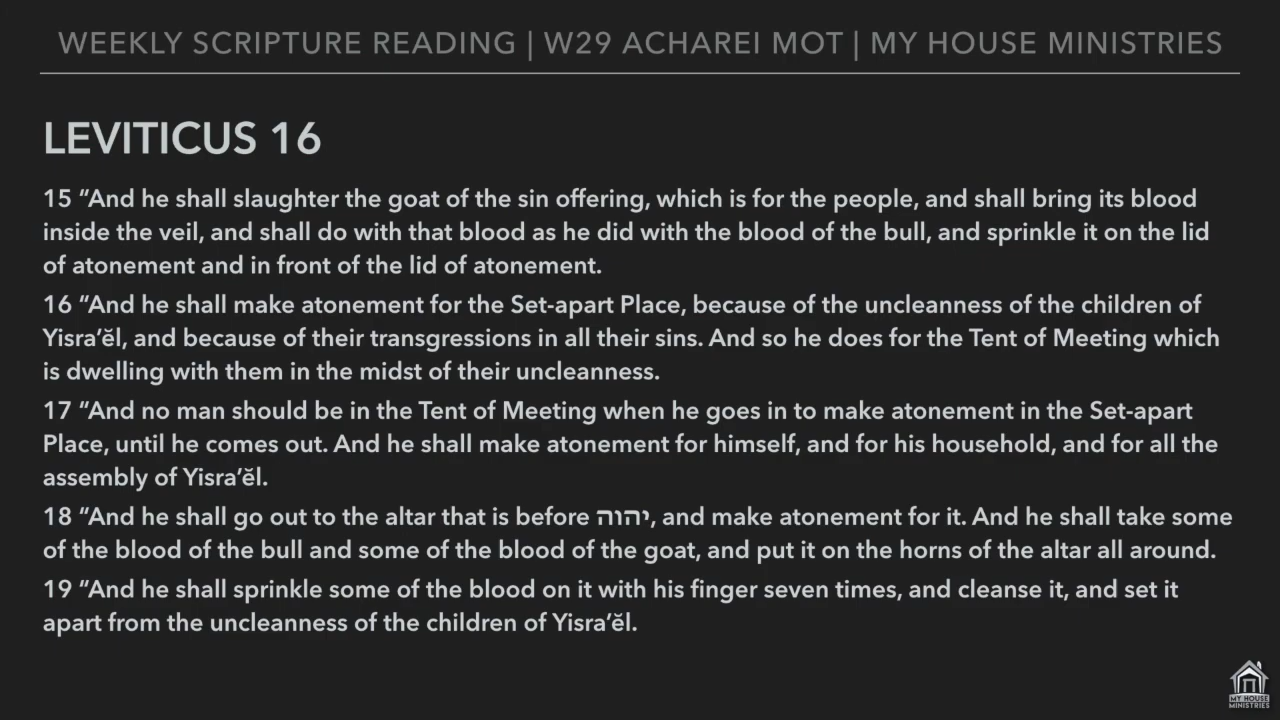 WEEKLY SCRIPTURE READING | W29 ACHAREI MOT | MY HOUSE MINISTRIES
LEVITICUS 16
15 “And he shall slaughter the goat of the sin offering, which is for the people, and shall bring its blood
inside the veil, and shall do with that blood as he did with the blood of the bull, and sprinkle it on the lid
of atonement and in front of the lid of atonement.
16 “And he shall make atonement for the Set-apart Place, because of the uncleanness of the children of
Yisra’ĕl, and because of their transgressions in all their sins. And so he does for the Tent of Meeting which
is dwelling with them in the midst of their uncleanness.
17 “And no man should be in the Tent of Meeting when he goes in to make atonement in the Set-apart
Place, until he comes out. And he shall make atonement for himself, and for his household, and for all the
assembly of Yisra’ĕl.
18 “And he shall go out to the altar that is before יהוה, and make atonement for it. And he shall take some
of the blood of the bull and some of the blood of the goat, and put it on the horns of the altar all around.
19 “And he shall sprinkle some of the blood on it with his finger seven times, and cleanse it, and set it
apart from the uncleanness of the children of Yisra’ĕl.
MY HOUSE
MINISTRIES